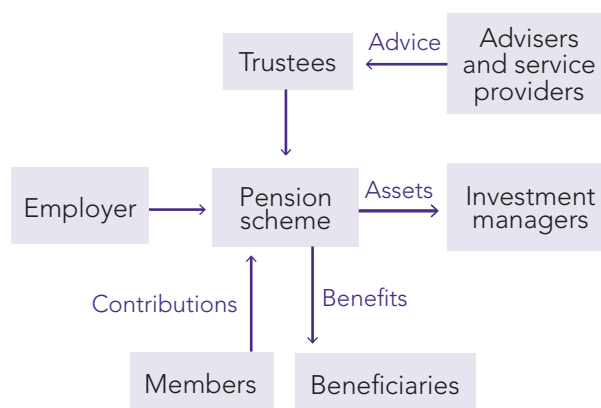 Trustees
Advice
Advisers
and service
providers
Employer
Pension
scheme
Assets
Investment
managers
Contributions
Benefits
Members
Beneficiaries